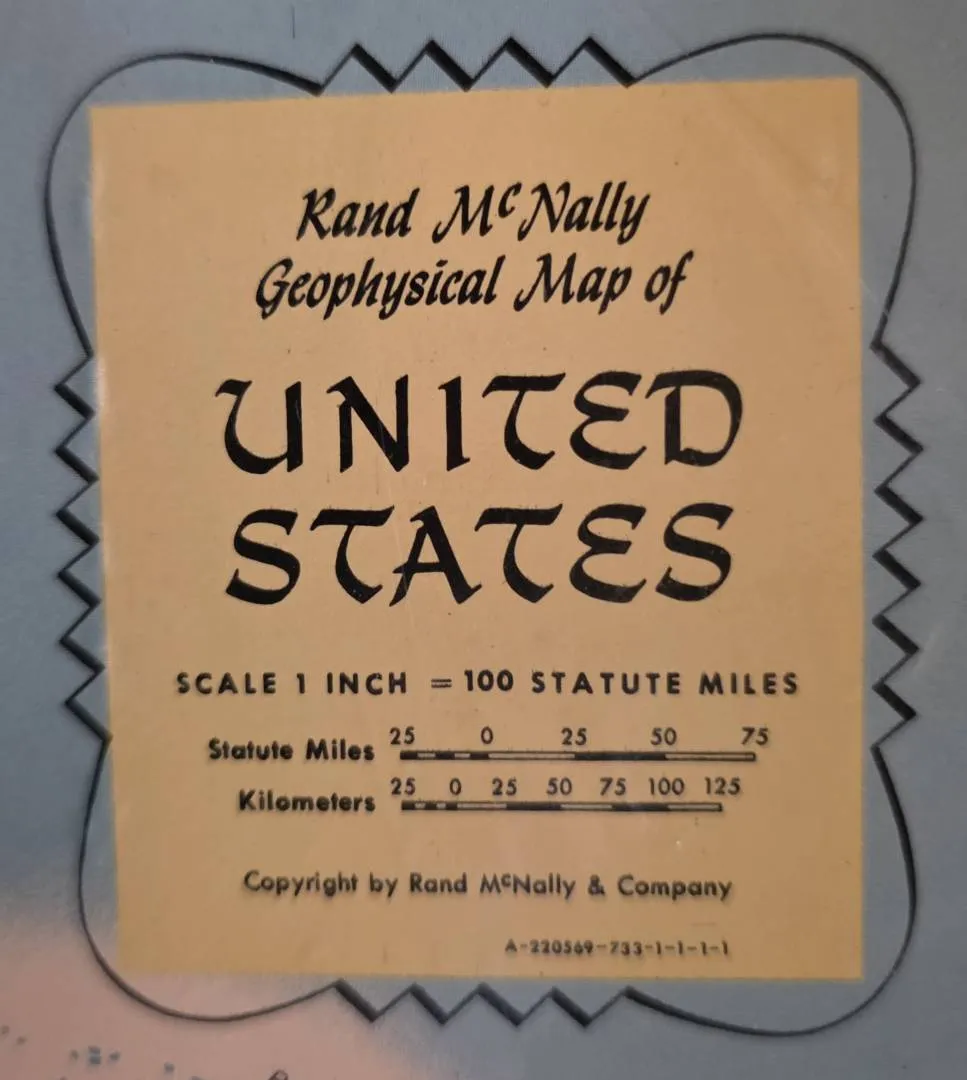 Rand McNally
Geophysical Map of
UNITED
STATES
SCALE 1 INCH = 100 STATUTE MILES
Statute Miles 25 0 25 50 75
Kilometers 25 0 25 50 75 100 125
Copyright by Rand McNally & Company
A-220569-733-1-1-1-1